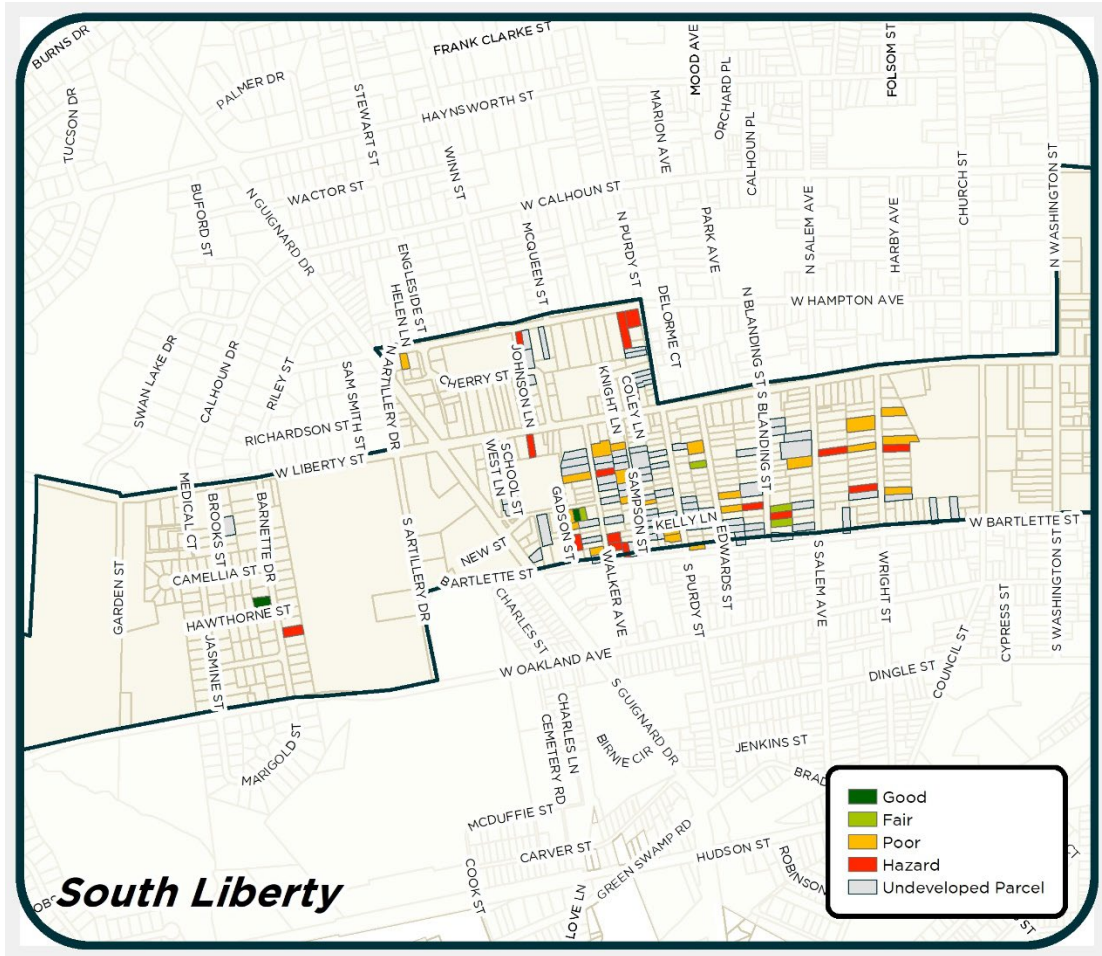 BURNS DR
FRANK CLARKE ST
MOOD AVE
FOLSOM ST
PALMER DR
TUCSON DR
STEWART ST
HAYNSWORTH ST
MARION AVE
ORCHARD PL
CALHOUN PL
WINN ST
WACTOR ST
BUFORD ST
N GUIGNARD DR
W CALHOUN ST
CHURCH ST
N WASHINGTON ST
MCQUEEN ST
N PURDY ST
PARK AVE
N SALEM AVE
HARBY AVE
ENGLESIDE ST
HELEN LN
DELORME CT
W HAMPTON AVE
N BLANDING ST
SWAN LAKE DR
CALHOUN DR
RILEY ST
SAM SMITH ST
N ARTILLERY DR
CHERRY ST
JOHNSON LN
KNIGHT LN
COLEY LN
S BLANDING ST
RICHARDSON ST
W LIBERTY ST
SCHOOL ST
WEST LN
MEDICAL CT
BROOKS ST
BARNETTE DR
GADSON ST
SAMPSON ST
KELLY LN
W BARTLETTE ST
NEW ST
S ARTILLERY DR
GARDEN ST
CAMELLIA ST
BARTLETTE ST
WALKER AVE
S PURDY ST
EDWARDS ST
S SALEM AVE
WRIGHT ST
CYPRESS ST
S WASHINGTON ST
HAWTHORNE ST
JASMINE ST
CHARLES ST
W OAKLAND AVE
DINGLE ST
COUNCIL ST
S GUIGNARD DR
MARIGOLD ST
CHARLES LN
CEMETERY RD
BIRNIE CIR
JENKINS ST
BRAD
MCDUFFIE ST
CARVER ST
COOK ST
LOVE LN
GREEN SWAMP RD
HUDSON ST
ROBINSON
CT
Good
Fair
Poor
Hazard
Undeveloped Parcel
South Liberty